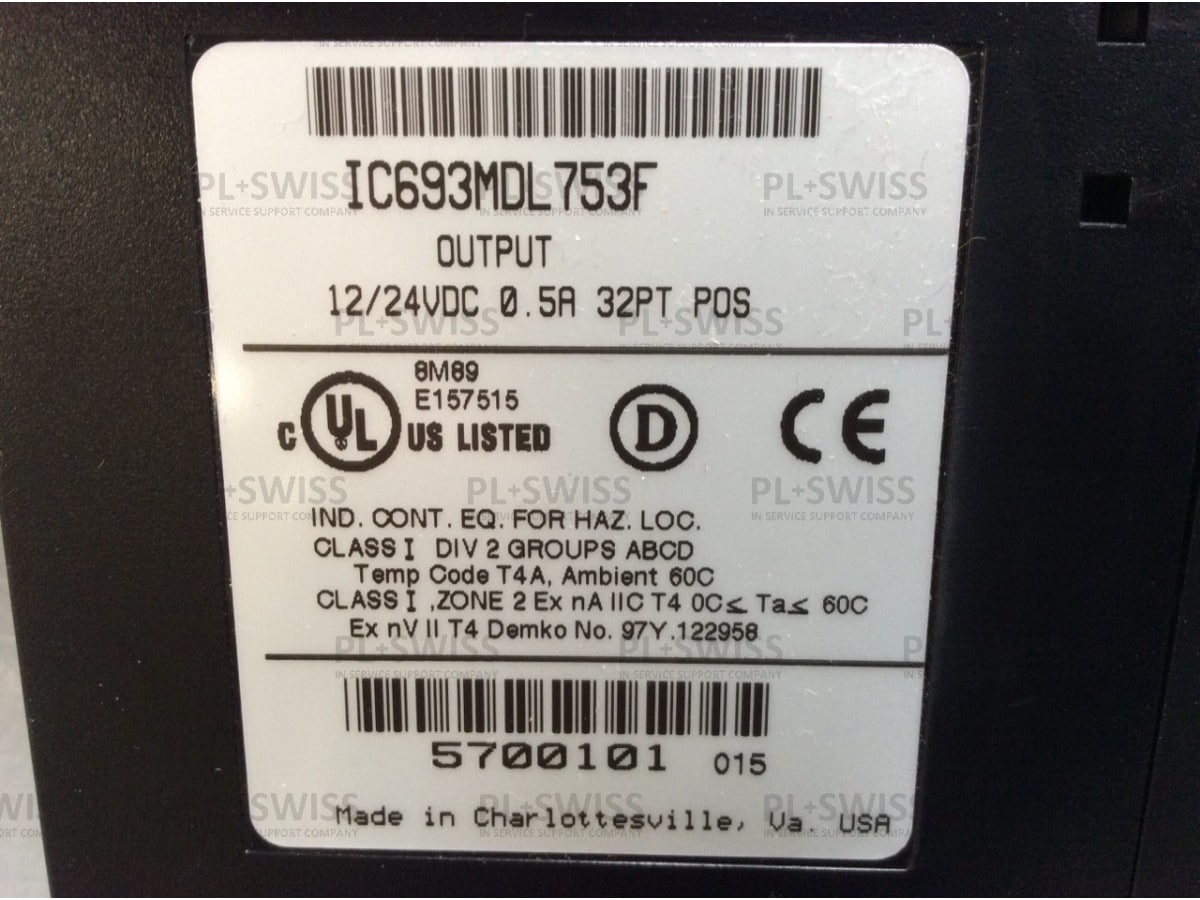 IC693MDL753F
OUTPUT
12/24VDC 0.5A 32PT POS
8M89
E157515
C UL US LISTED
D
CE
IND. CONT. EQ. FOR HAZ. LOC.
CLASS I DIV 2 GROUPS ABCD
Temp Code T4A, Ambient 60C
CLASS I ,ZONE 2 Ex nA IIC T4 0C≤ Ta≤ 60C
Ex nV II T4 Demko No. 97Y.122958
5700101 015
Made in Charlottesville, Va. USA
PL+SWISS
IN SERVICE SUPPORT COMPANY